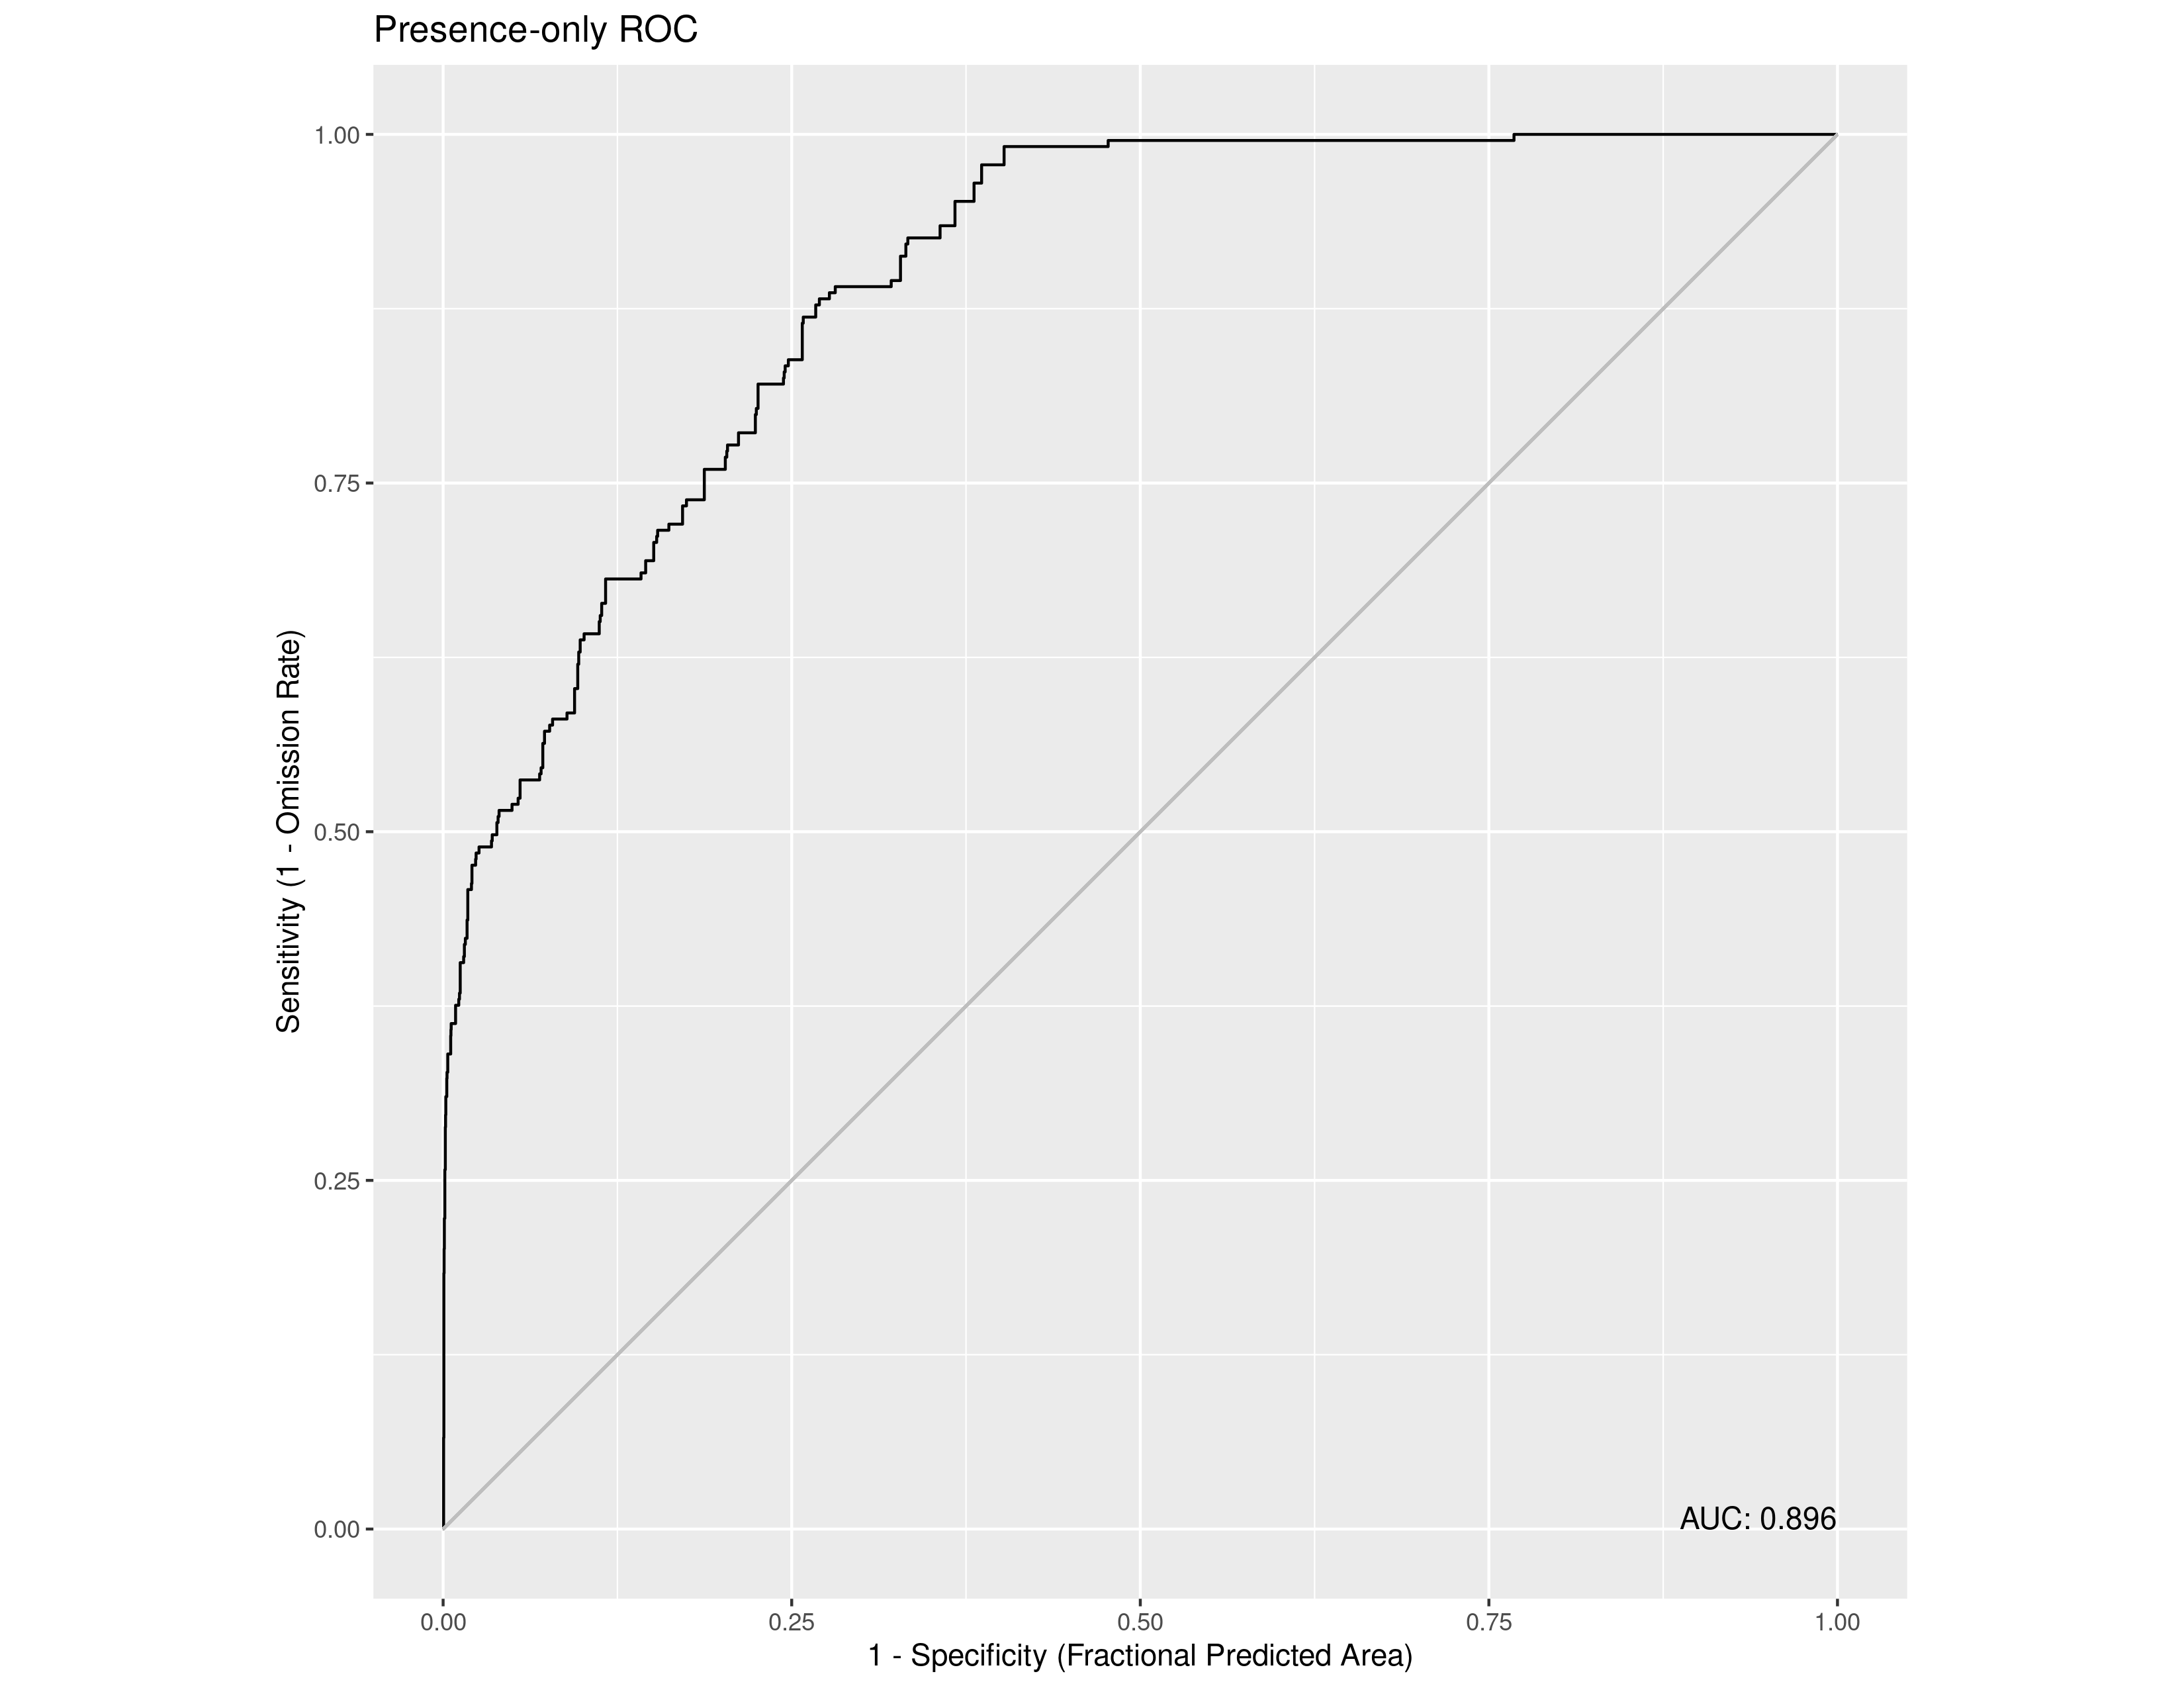 Presence-only ROC
Sensitivity (1 - Omission Rate)
1.00
0.75
0.50
0.25
0.00
AUC: 0.896
0.00 0.25 0.50 0.75 1.00
1 - Specificity (Fractional Predicted Area)